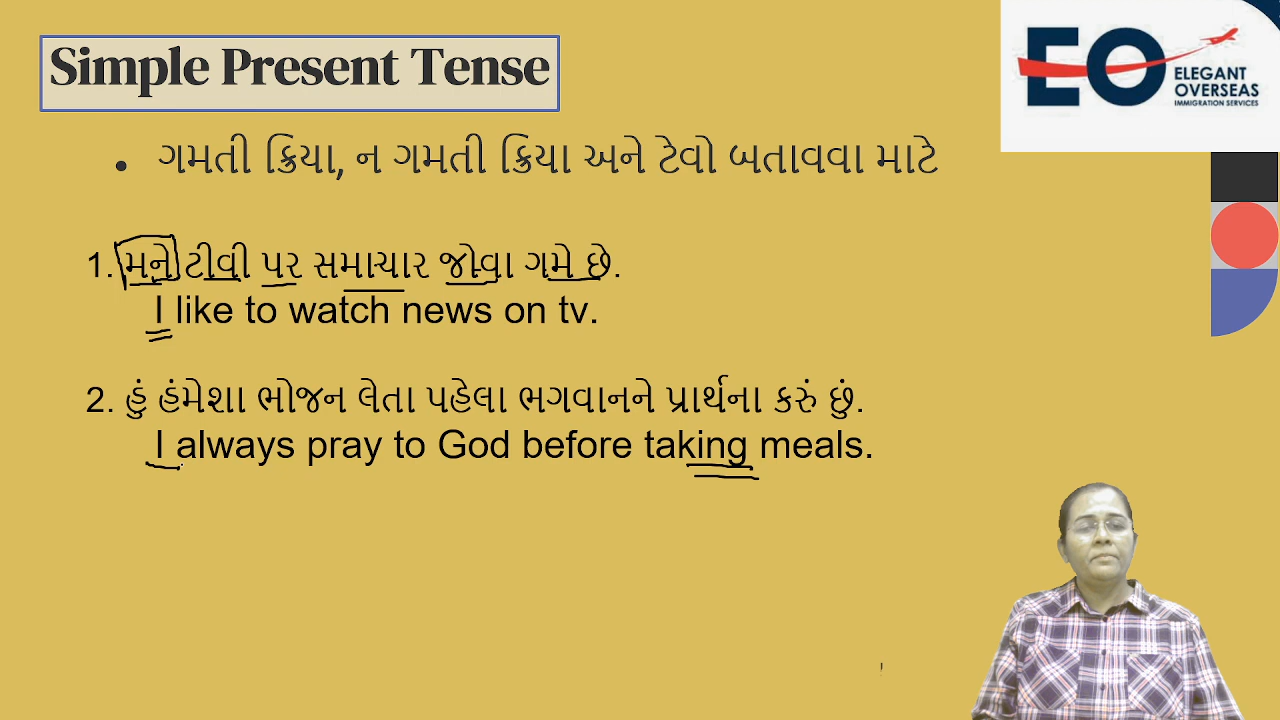 Simple Present Tense
EO ELEGANT
OVERSEAS
IMMIGRATION SERVICES
• ગમતી ક્રિયા, ન ગમતી ક્રિયા અને ટેવો બતાવવા માટે
1. મને ટીવી પર સમાચાર જોવા ગમે છે.
I like to watch news on tv.
2. હું હંમેશા ભોજન લેતા પહેલા ભગવાનને પ્રાર્થના કરું છું.
I always pray to God before taking meals.